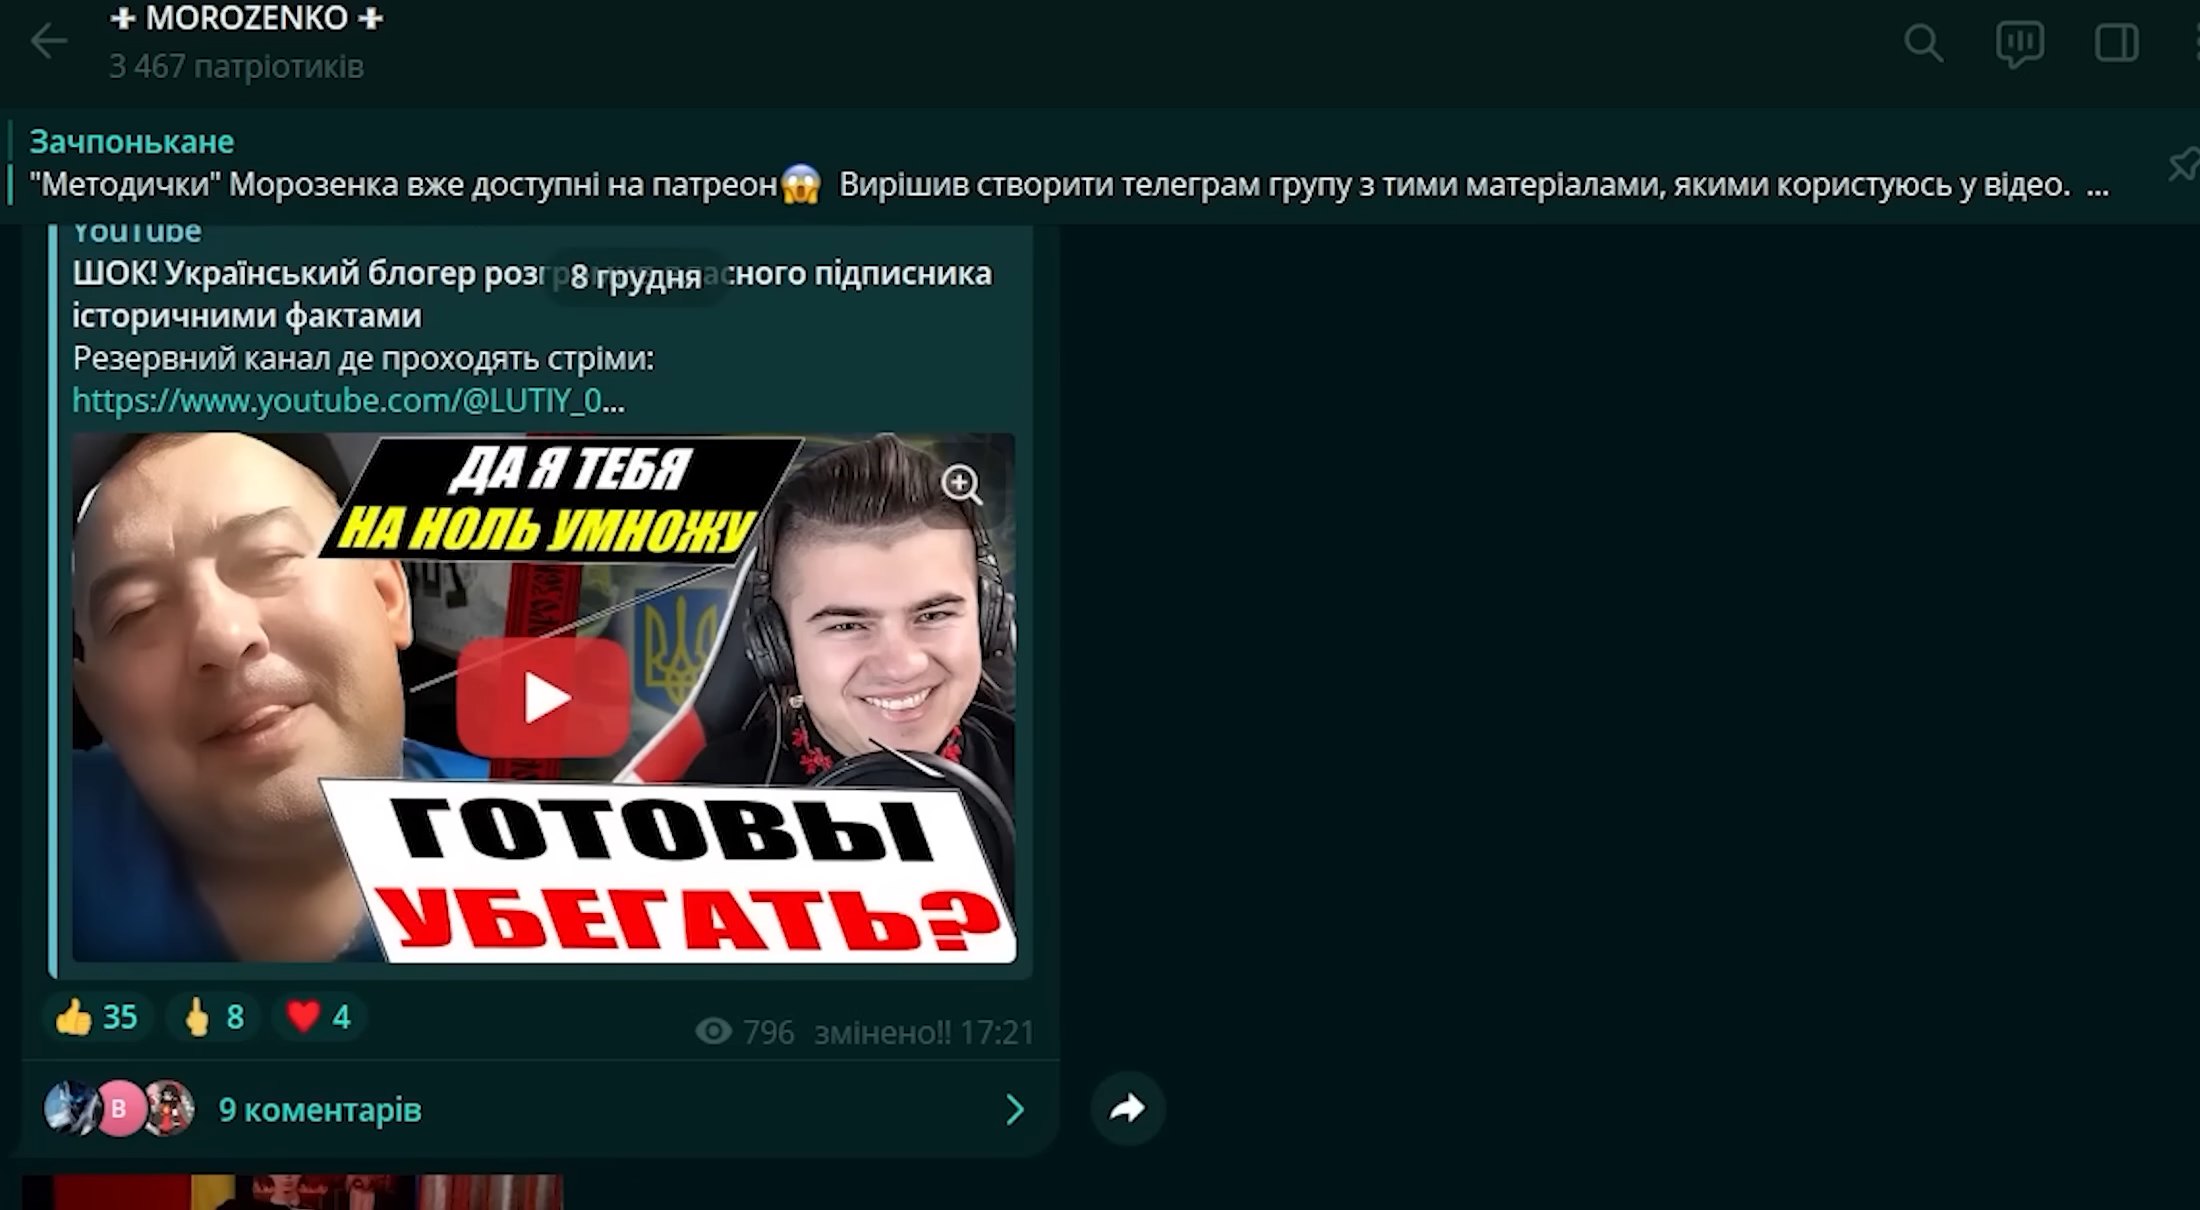 MOROZENKO
3 467 патріотиків
Зачпонькане
"Методички" Морозенка вже доступні на патреон😱 Вирішив створити телеграм групу з тими матеріалами, якими користуюсь у відео. ...
YouTube
8 грудня
ШОК! Український блогер підписника
історичними фактами
Резервний канал де проходять стріми:
https://www.youtube.com/@LUTIY_0...
ДА Я ТЕБЯ
НА НОЛЬ УМНОЖУ
ГОТОВЫ
УБЕГАТЬ?
👍 35 🖕 8 ❤️ 4
796 змінено!! 17:21
B
9 коментарів